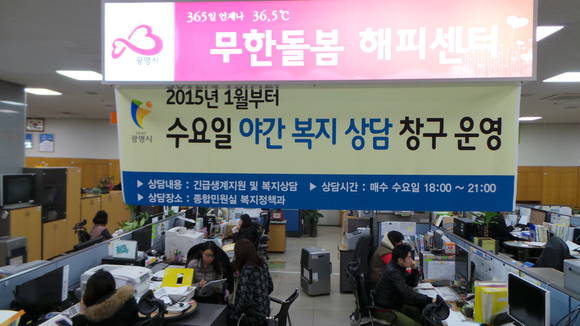 365일 언제나 36.5℃
무한돌봄 해피센터
광명시
2015년 1월부터
수요일 야간 복지 상담 창구 운영
광명시
▶ 상담내용 : 긴급생계지원 및 복지상담 ▶ 상담시간 : 매수 수요일 18:00 ~ 21:00
▶ 상담장소 : 종합민원실 복지정책과